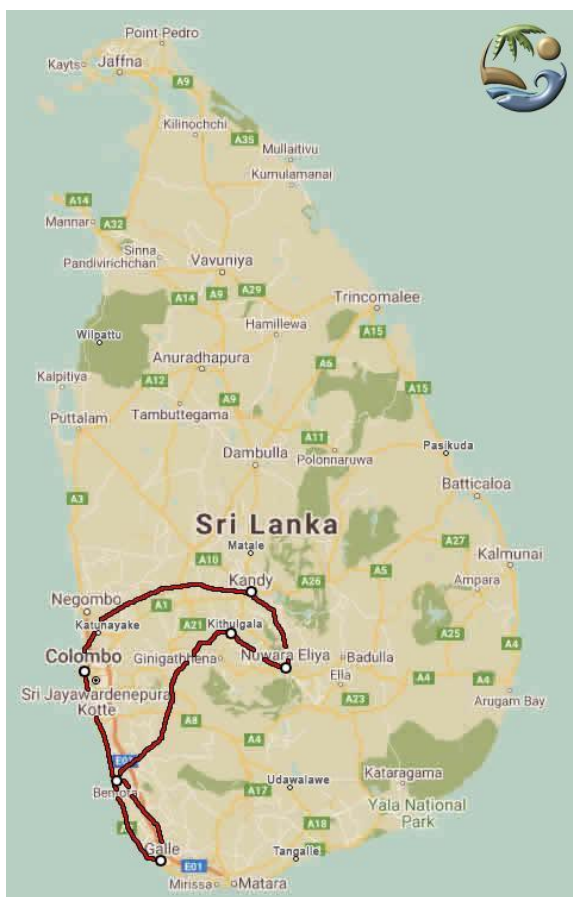 Point Pedro
Kayts
Jaffna
A9
Kilinochchi
A35
Mullaitivu
Kumulamanai
A14
Mannar
A32
Sinna
Pandivirichchan
Vavuniya
A14
A9
A29
Trincomalee
Hamillewa
A15
Wilpattu
Anuradhapura
A6
Kalpitiya
A12
A15
A9
Tambuttegama
Puttalam
A11
Pasikuda
Dambulla
Polonnaruwa
Batticaloa
A3
Sri Lanka
A27
Matale
Kalmunai
A10
A5
Kandy
A26
Ampara
Negombo
A1
Katunayake
A21
Kithulgala
A25
A4
Colombo
Ginigathhena
Nuwara Eliya
Badulla
Ella
A4
A4
Sri Jayawardenepura
Kotte
A23
Arugam Bay
A8
A4
E01
Udawalawe
Kataragama
Bentota
A17
Yala National
Park
A18
Galle
Tangalle
E01
Mirissa
Matara